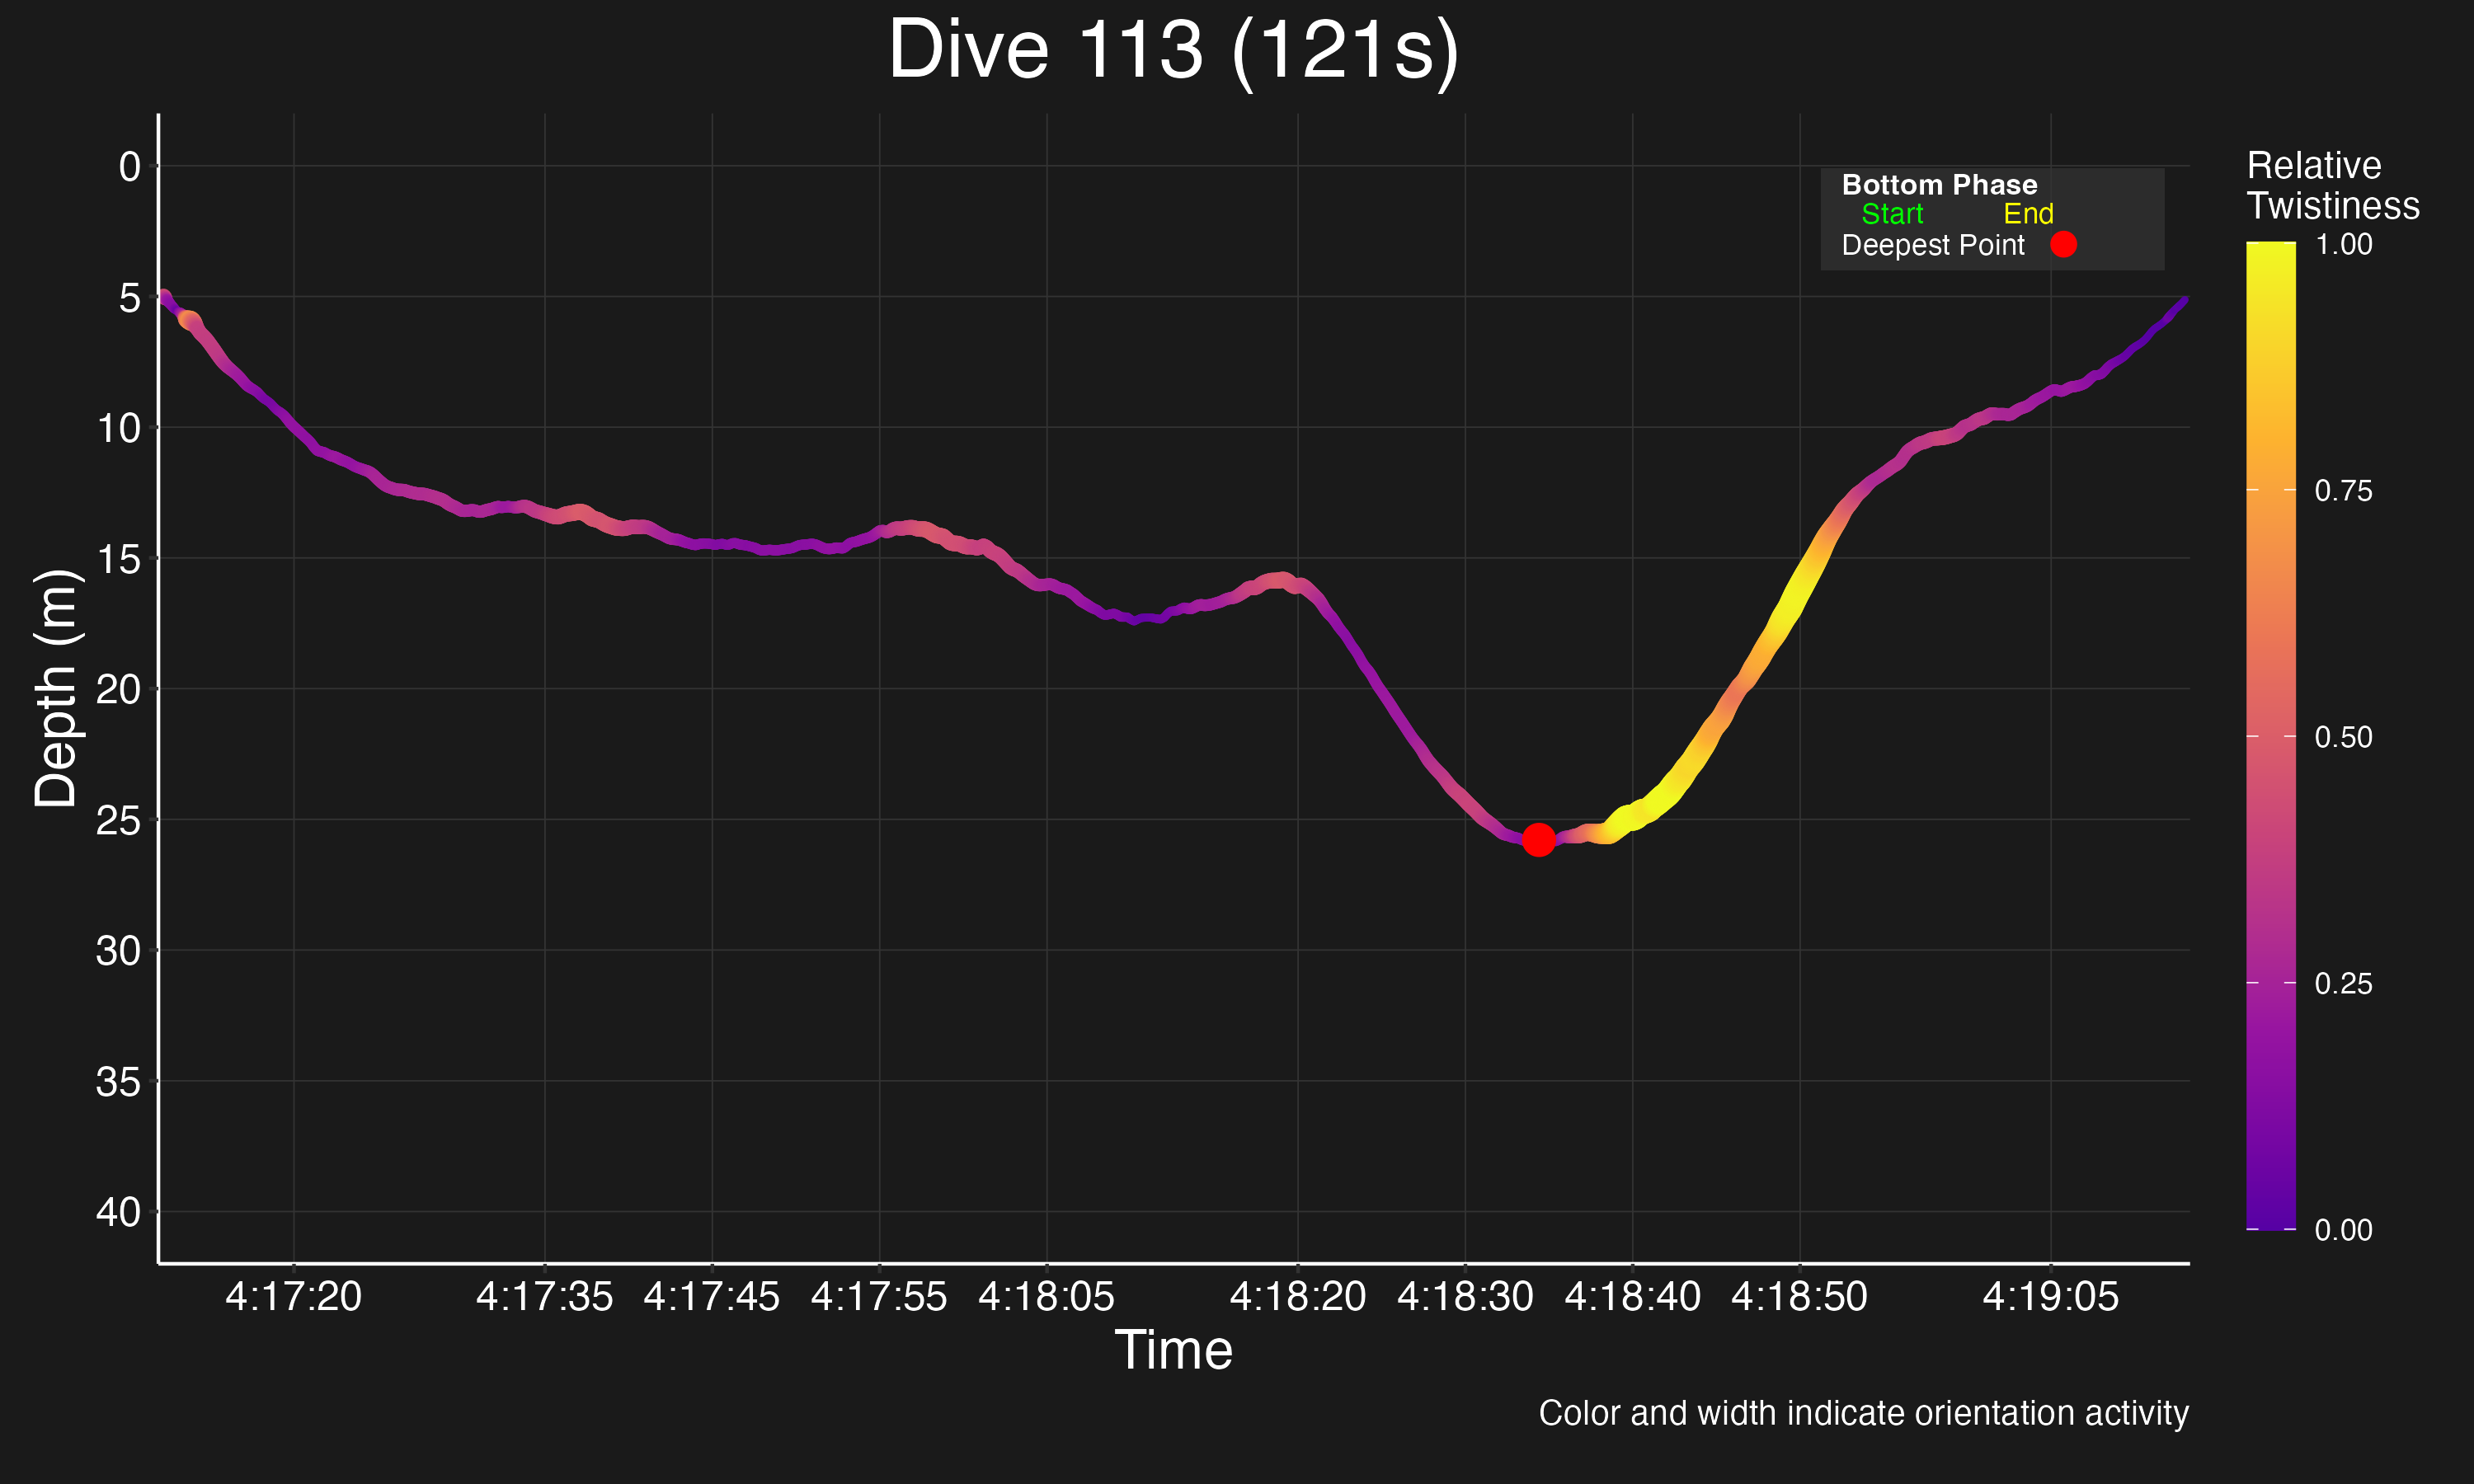 Dive 113 (121s)
Depth (m)
0
5
10
15
20
25
30
35
40
Bottom Phase
Start End
Deepest Point
Relative
Twistiness
1.00
0.75
0.50
0.25
0.00
4:17:20 4:17:35 4:17:45 4:17:55 4:18:05 4:18:20 4:18:30 4:18:40 4:18:50 4:19:05
Time
Color and width indicate orientation activity